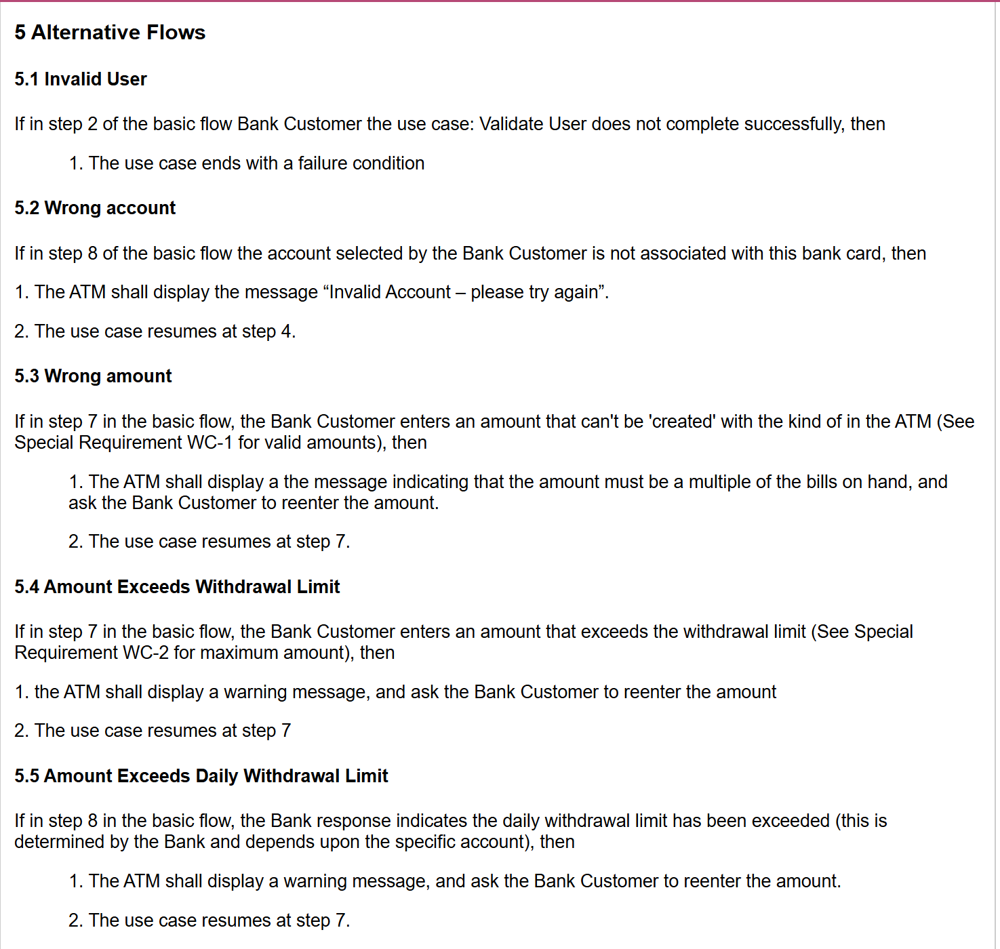 5 Alternative Flows
5.1 Invalid User
If in step 2 of the basic flow Bank Customer the use case: Validate User does not complete successfully, then
1. The use case ends with a failure condition
5.2 Wrong account
If in step 8 of the basic flow the account selected by the Bank Customer is not associated with this bank card, then
1. The ATM shall display the message “Invalid Account – please try again”.
2. The use case resumes at step 4.
5.3 Wrong amount
If in step 7 in the basic flow, the Bank Customer enters an amount that can't be 'created' with the kind of in the ATM (See
Special Requirement WC-1 for valid amounts), then
1. The ATM shall display a the message indicating that the amount must be a multiple of the bills on hand, and
ask the Bank Customer to reenter the amount.
2. The use case resumes at step 7.
5.4 Amount Exceeds Withdrawal Limit
If in step 7 in the basic flow, the Bank Customer enters an amount that exceeds the withdrawal limit (See Special
Requirement WC-2 for maximum amount), then
1. the ATM shall display a warning message, and ask the Bank Customer to reenter the amount
2. The use case resumes at step 7
5.5 Amount Exceeds Daily Withdrawal Limit
If in step 8 in the basic flow, the Bank response indicates the daily withdrawal limit has been exceeded (this is
determined by the Bank and depends upon the specific account), then
1. The ATM shall display a warning message, and ask the Bank Customer to reenter the amount.
2. The use case resumes at step 7.